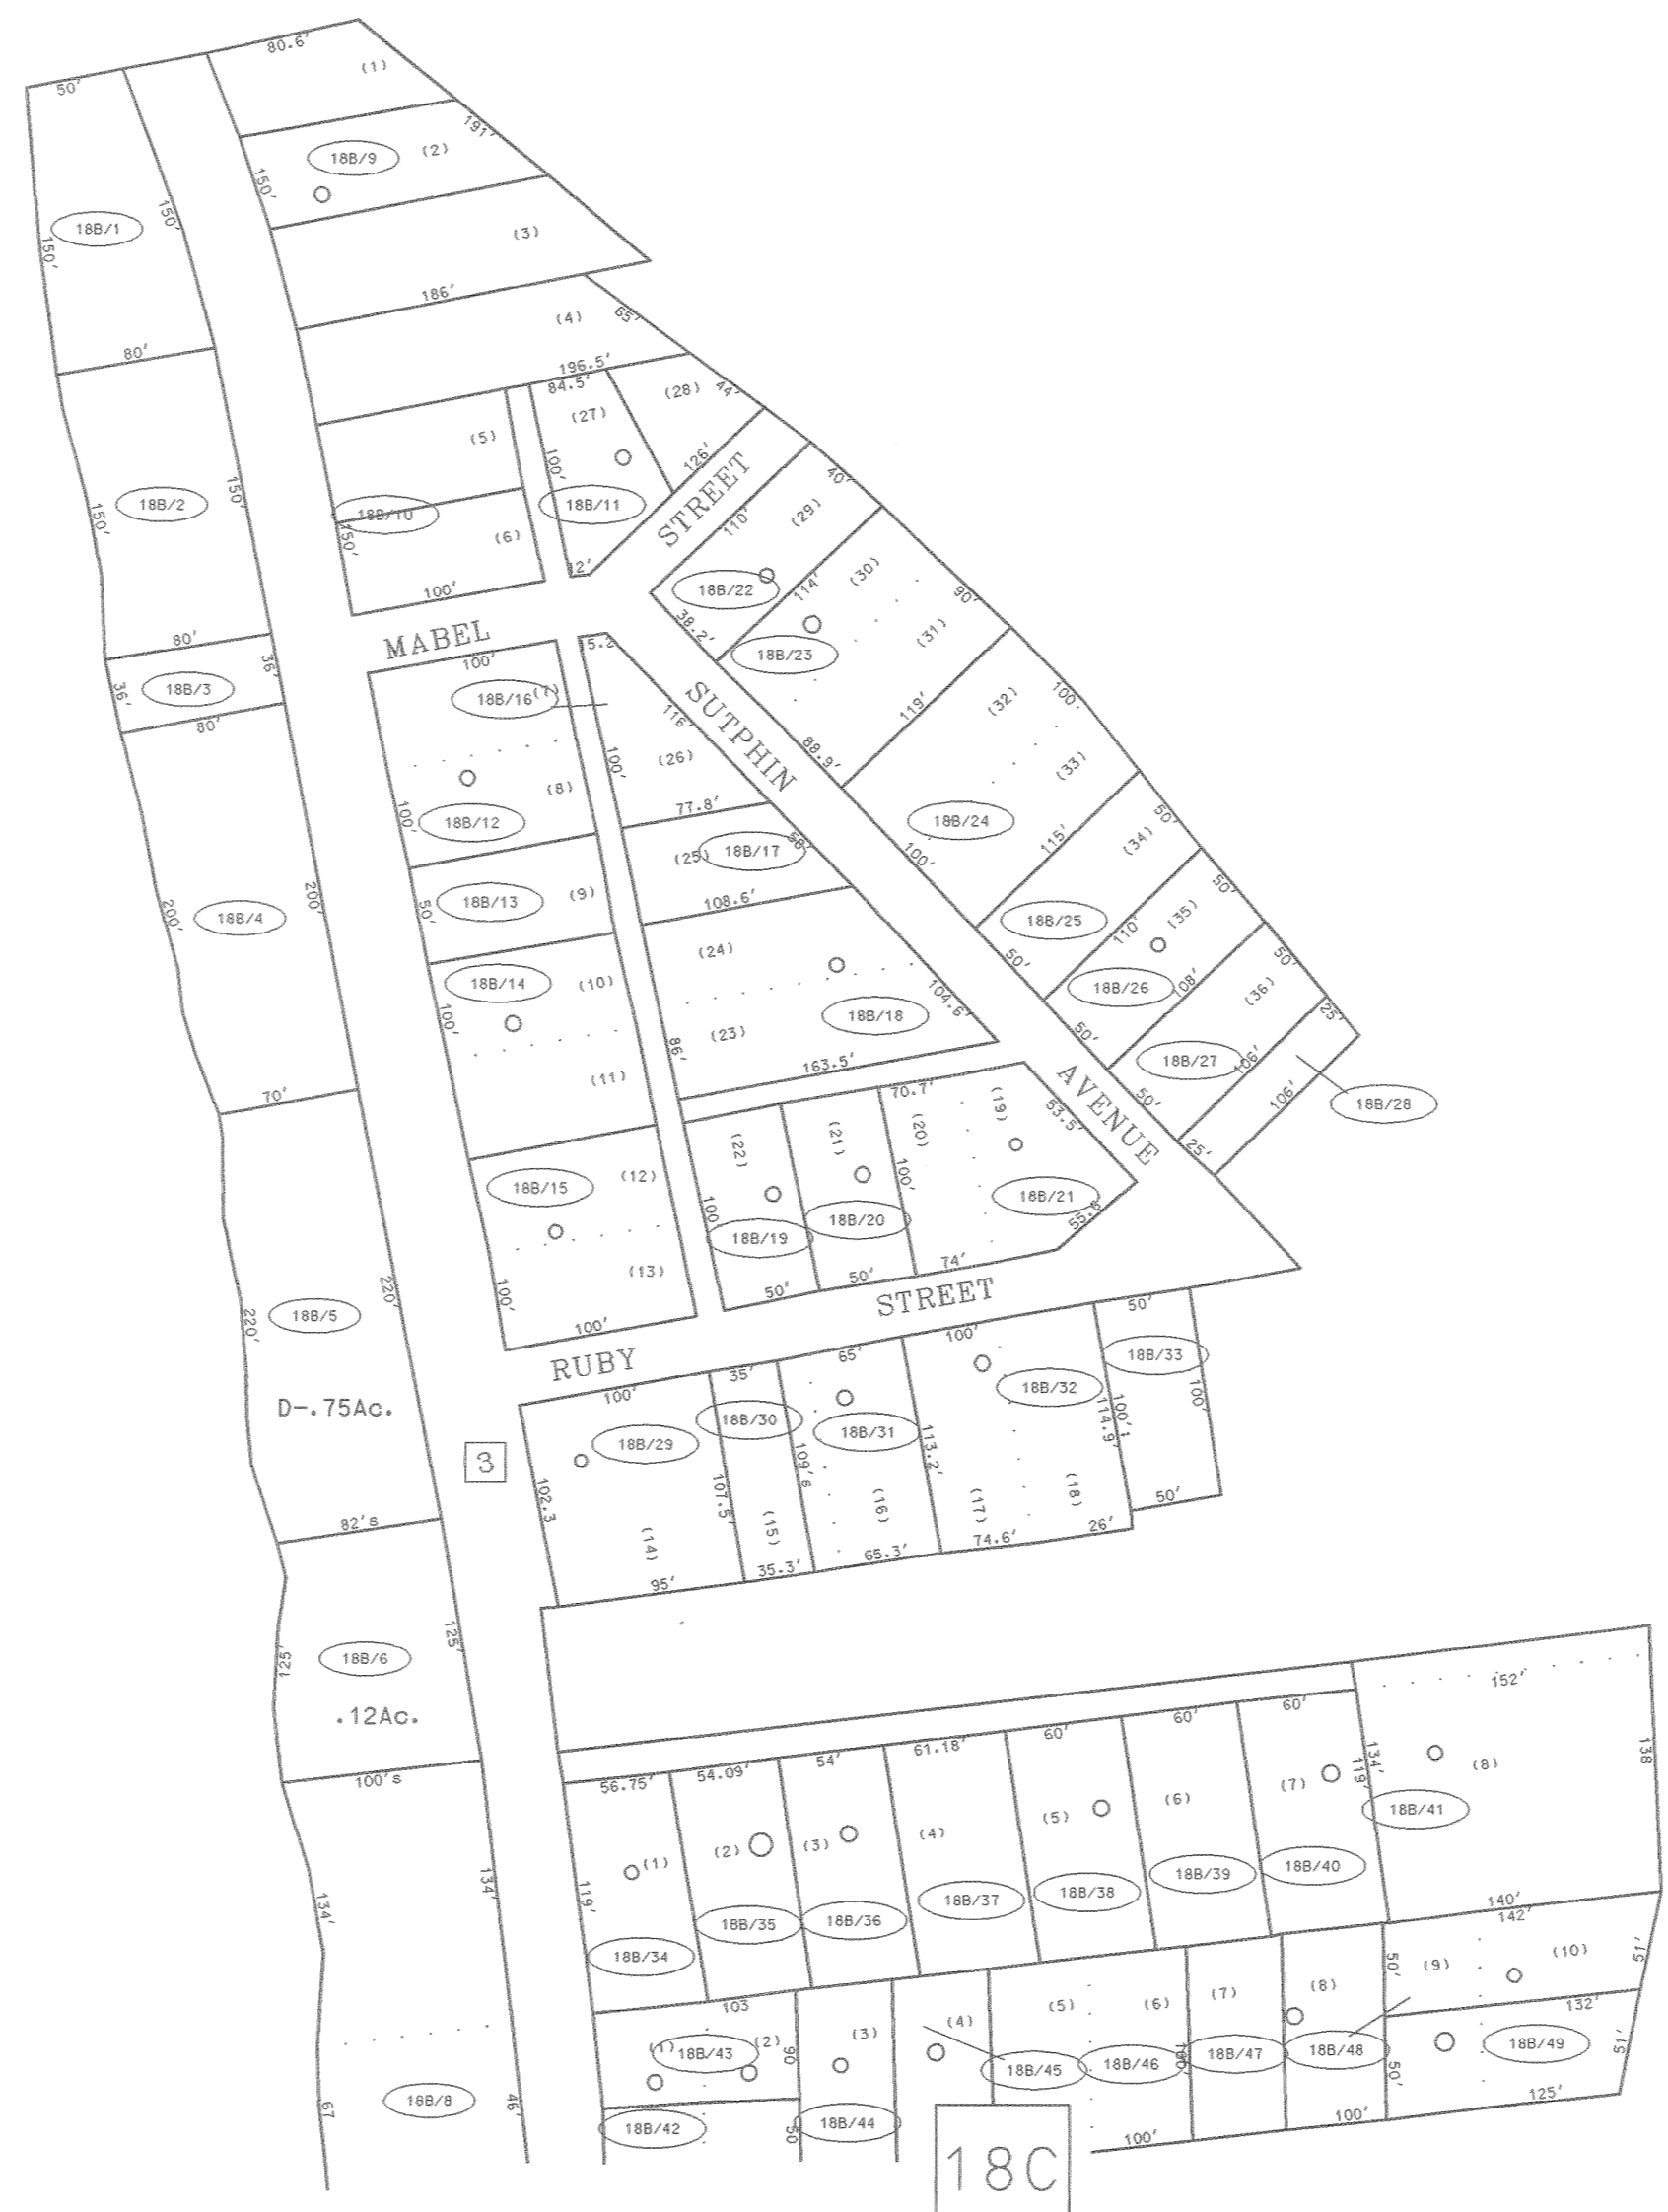 80.6'
50'
(1)
191'
18B/9
(2)
150'
18B/1
150'
150'
(3)
186'
(4)
65'
80'
196.5'
84.5'
(28)
44'
(27)
(5)
100'
126'
STREET
40'
18B/2
150'
150'
18B/10
150'
(6)
18B/11
110'
(29)
12'
100'
18B/22
114'
(30)
90'
38.2'
MABEL
80'
36'
18B/3
36'
80'
100'
15.2'
18B/23
(31)
18B/16
(7)
116'
SUTPHIN
119'
(32)
100'
100'
(26)
88.9'
(33)
(8)
77.8'
100'
18B/12
58'
18B/24
50'
(25)
18B/17
100'
115'
(34)
18B/13
(9)
50'
108.6'
50'
200'
18B/4
200'
18B/25
110'
(35)
(24)
50'
50'
18B/14
(10)
104.6'
18B/26
108'
(36)
100'
18B/18
25'
(23)
86'
50'
163.5'
18B/27
106'
(11)
70'
70.7'
AVENUE
50'
106'
18B/28
(19)
53.5'
(22)
(21)
(20)
25'
(12)
100'
18B/15
18B/21
100
18B/20
55.8'
18B/19
(13)
74'
50'
50'
100'
STREET
220'
18B/5
220'
100'
50'
RUBY
100'
65'
18B/33
35'
100'
18B/32
100'
D-.75Ac.
18B/30
100'1
114.9'
18B/31
18B/29
113.2'
3
109's
102.3
107.5'
50'
(18)
(17)
(16)
(15)
26'
82's
(14)
74.6'
65.3'
35.3'
95'
125'
125'
18B/6
152'
.12Ac.
60'
60'
60'
61.18'
54'
134'
138
100's
56.75'
54.09'
119'
(8)
(7)
(6)
18B/41
(5)
(4)
(3)
(2)
(1)
18B/40
18B/39
134'
119'
18B/38
18B/37
134'
140'
18B/36
142'
18B/35
51'
18B/34
(10)
50'
(9)
(8)
103
(7)
(6)
132'
(5)
(4)
(3)
(2)
(1)
18B/43
90
18B/49
51'
18B/48
18B/47
18B/46
18B/45
50'
125'
18B/8
46'
67
18B/44
100'
18B/42
50
100'
18C